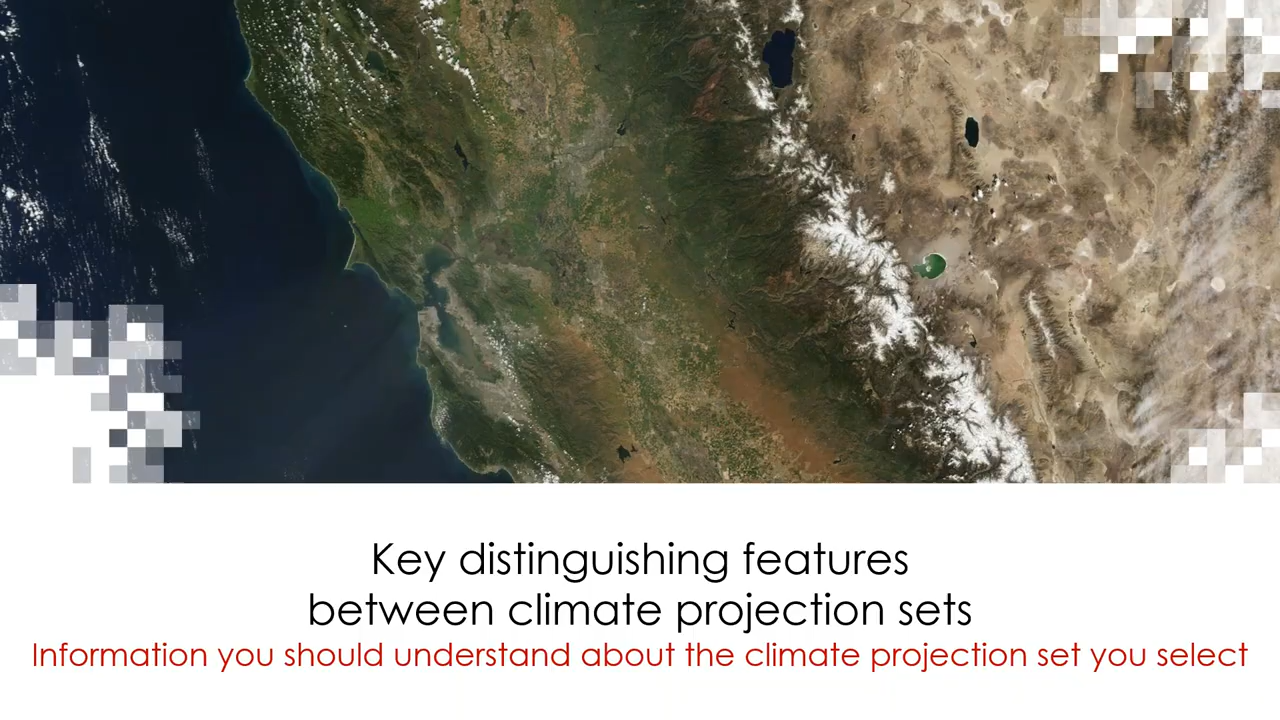 Key distinguishing features
between climate projection sets
Information you should understand about the climate projection set you select